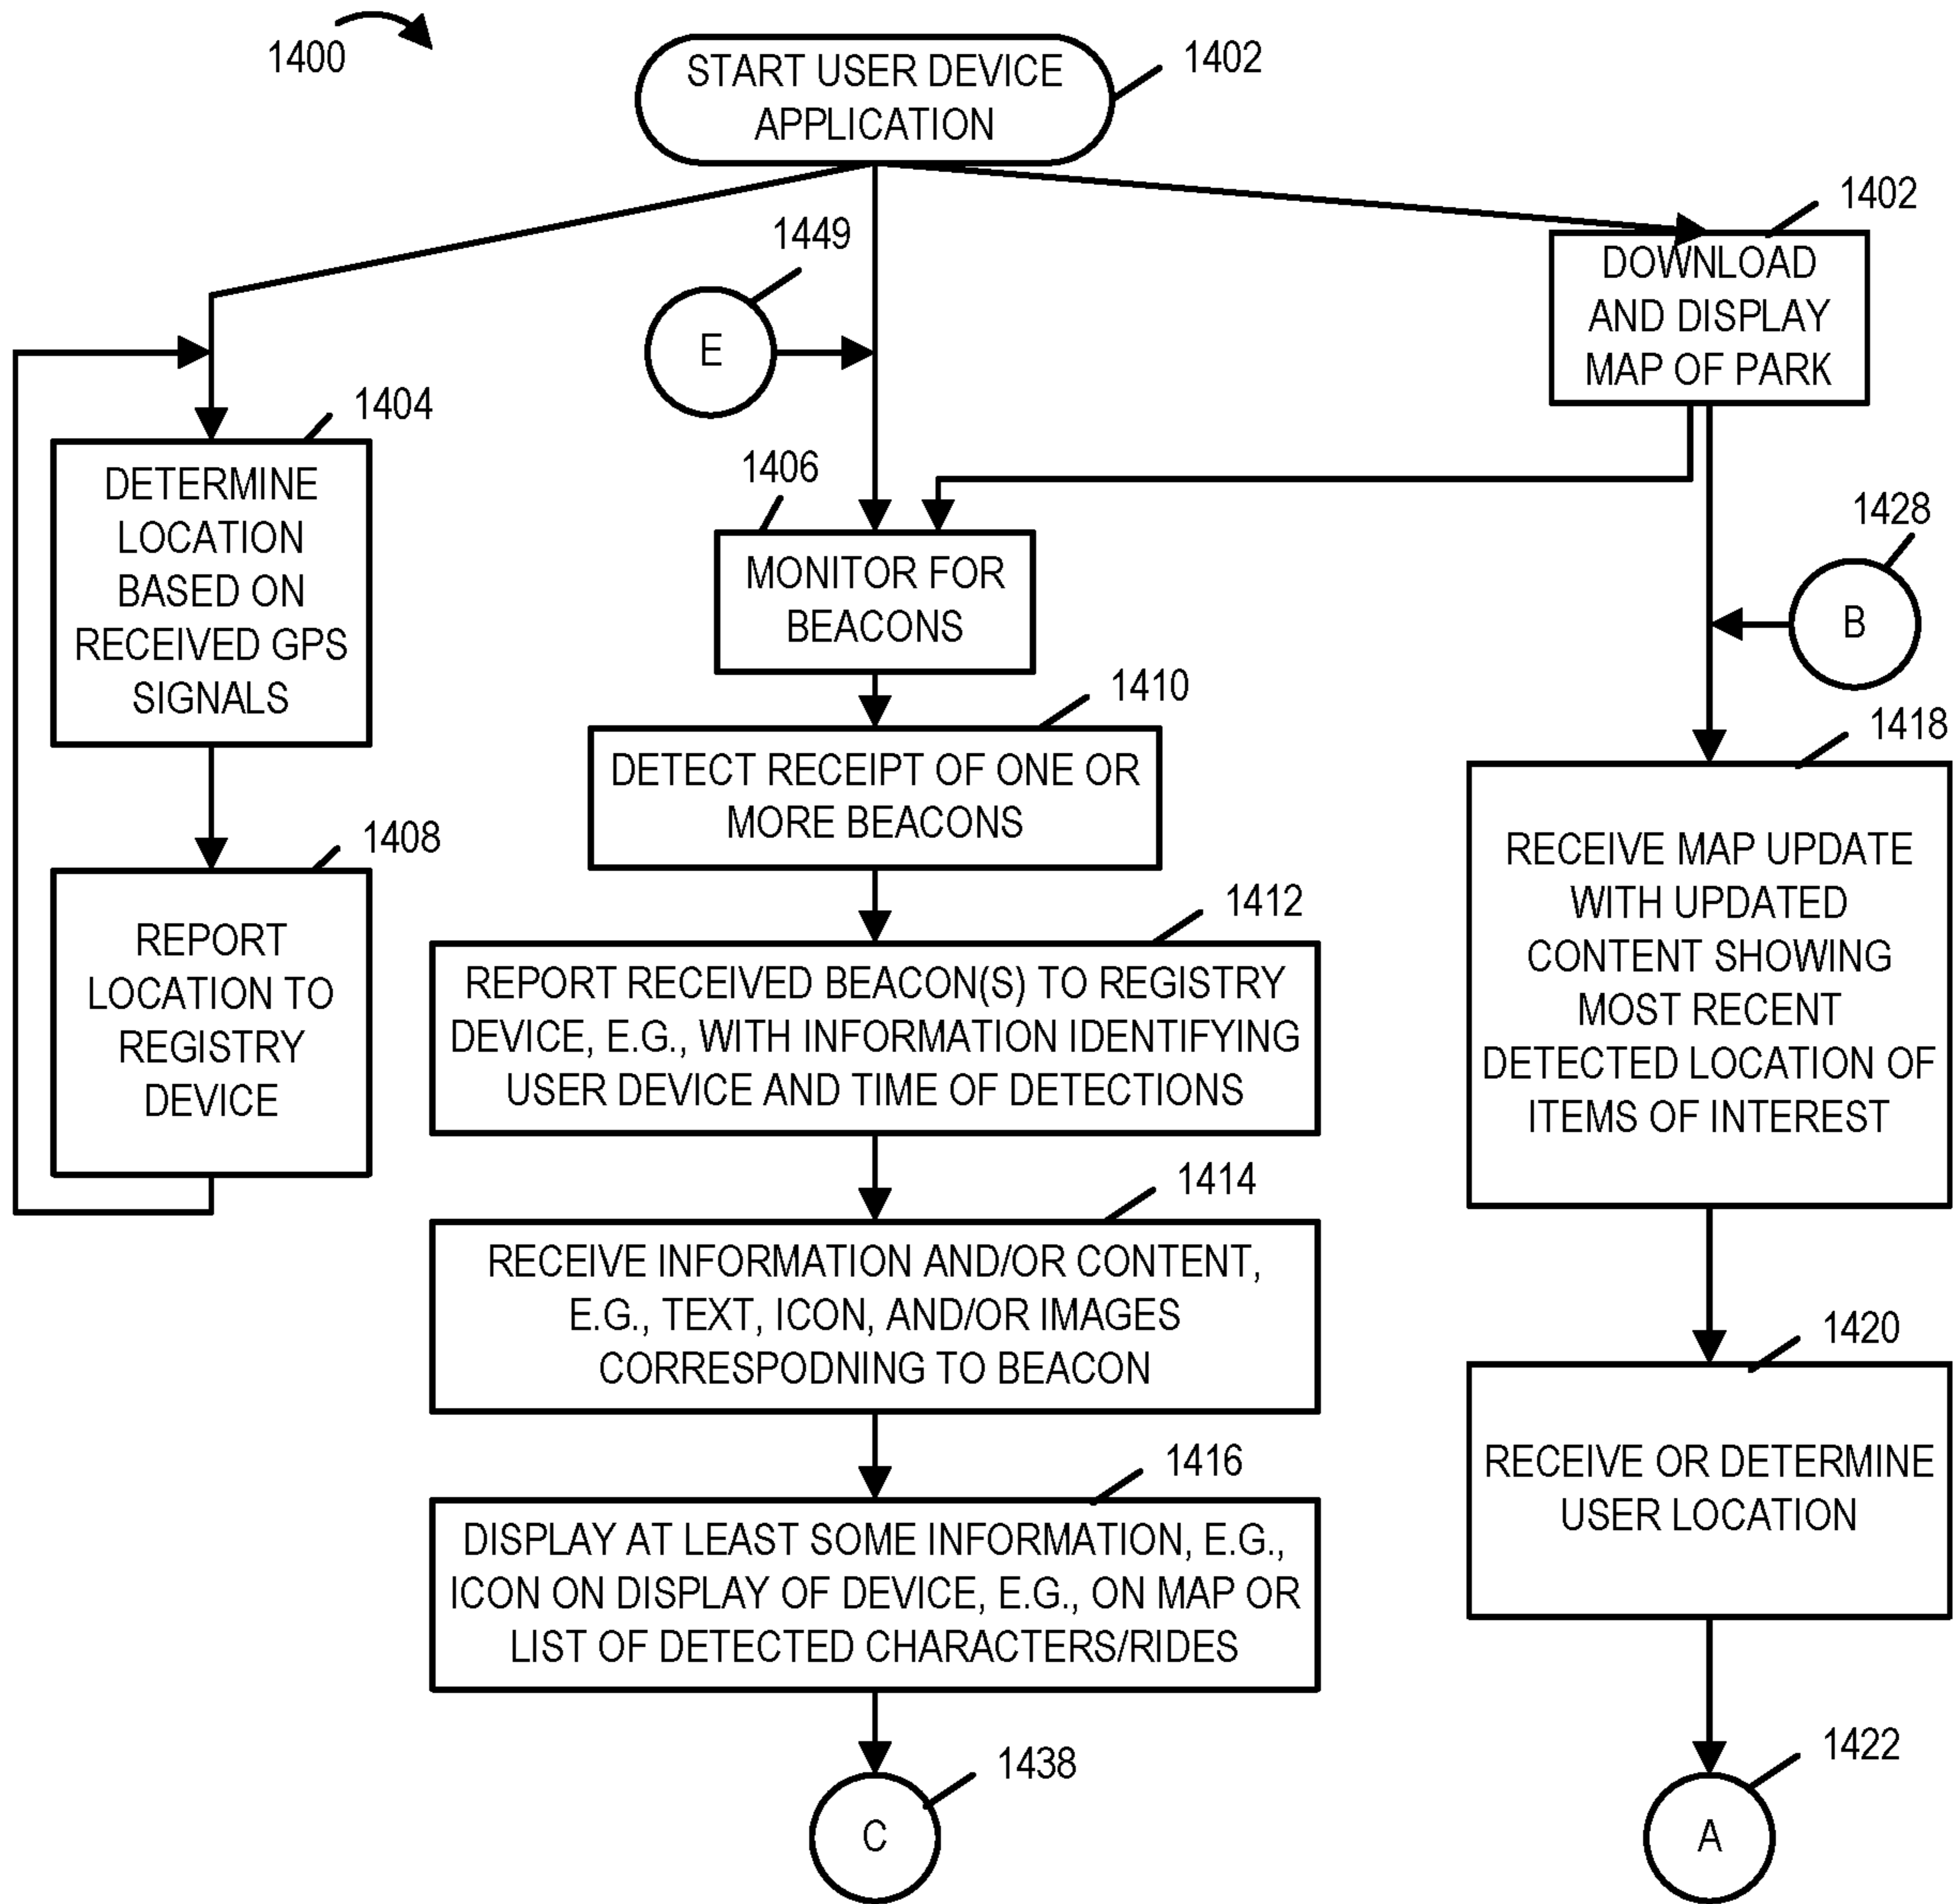 1400
START USER DEVICE
APPLICATION
1402
1402
DOWNLOAD
AND DISPLAY
MAP OF PARK
1449
E
1404
DETERMINE
LOCATION
BASED ON
RECEIVED GPS
SIGNALS
1406
MONITOR FOR
BEACONS
1428
B
1410
DETECT RECEIPT OF ONE OR
MORE BEACONS
1408
REPORT
LOCATION TO
REGISTRY
DEVICE
1412
REPORT RECEIVED BEACON(S) TO REGISTRY
DEVICE, E.G., WITH INFORMATION IDENTIFYING
USER DEVICE AND TIME OF DETECTIONS
1418
RECEIVE MAP UPDATE
WITH UPDATED
CONTENT SHOWING
MOST RECENT
DETECTED LOCATION OF
ITEMS OF INTEREST
1414
RECEIVE INFORMATION AND/OR CONTENT,
E.G., TEXT, ICON, AND/OR IMAGES
CORRESPODNING TO BEACON
1420
RECEIVE OR DETERMINE
USER LOCATION
1416
DISPLAY AT LEAST SOME INFORMATION, E.G.,
ICON ON DISPLAY OF DEVICE, E.G., ON MAP OR
LIST OF DETECTED CHARACTERS/RIDES
1438
C
1422
A